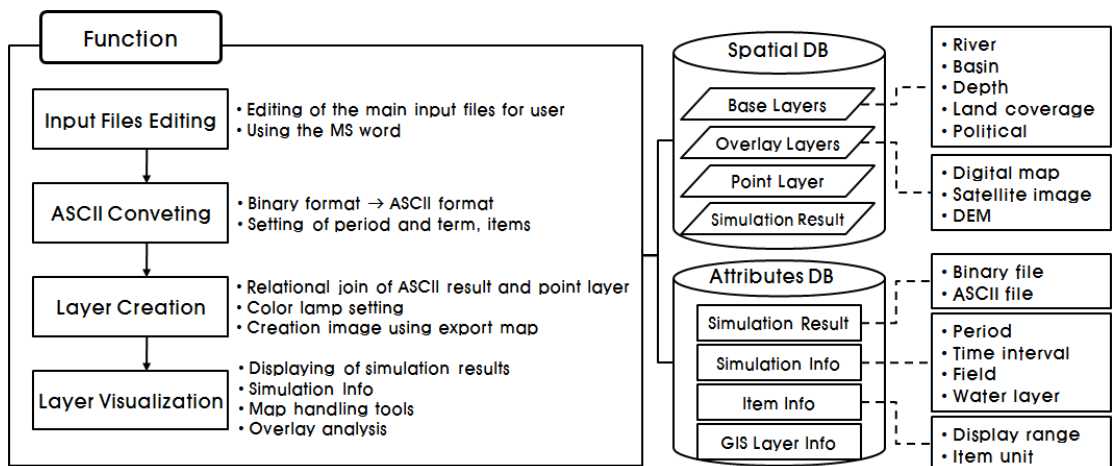 Function
Input Files Editing
• Editing of the main input files for user
• Using the MS word
ASCII Conveting
• Binary format → ASCII format
• Setting of period and term, items
Layer Creation
• Relational join of ASCII result and point layer
• Color lamp setting
• Creation image using export map
Layer Visualization
• Displaying of simulation results
• Simulation Info
• Map handling tools
• Overlay analysis
Spatial DB
Base Layers
Overlay Layers
Point Layer
Simulation Result
• River
• Basin
• Depth
• Land coverage
• Political
• Digital map
• Satellite image
• DEM
Attributes DB
Simulation Result
Simulation Info
Item Info
GIS Layer Info
• Binary file
• ASCII file
• Period
• Time interval
• Field
• Water layer
• Display range
• Item unit